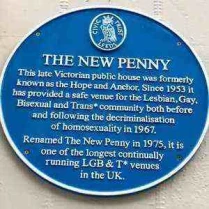 CIVIC TRUST
LEEDS
THE NEW PENNY
This late Victorian public house was formerly
known as the Hope and Anchor. Since 1953 it
has provided a safe venue for the Lesbian, Gay,
Bisexual and Trans* community both before
and following the decriminalisation
of homosexuality in 1967.
Renamed The New Penny in 1975, it is
one of the longest continually
running LGB & T* venues
in the UK.